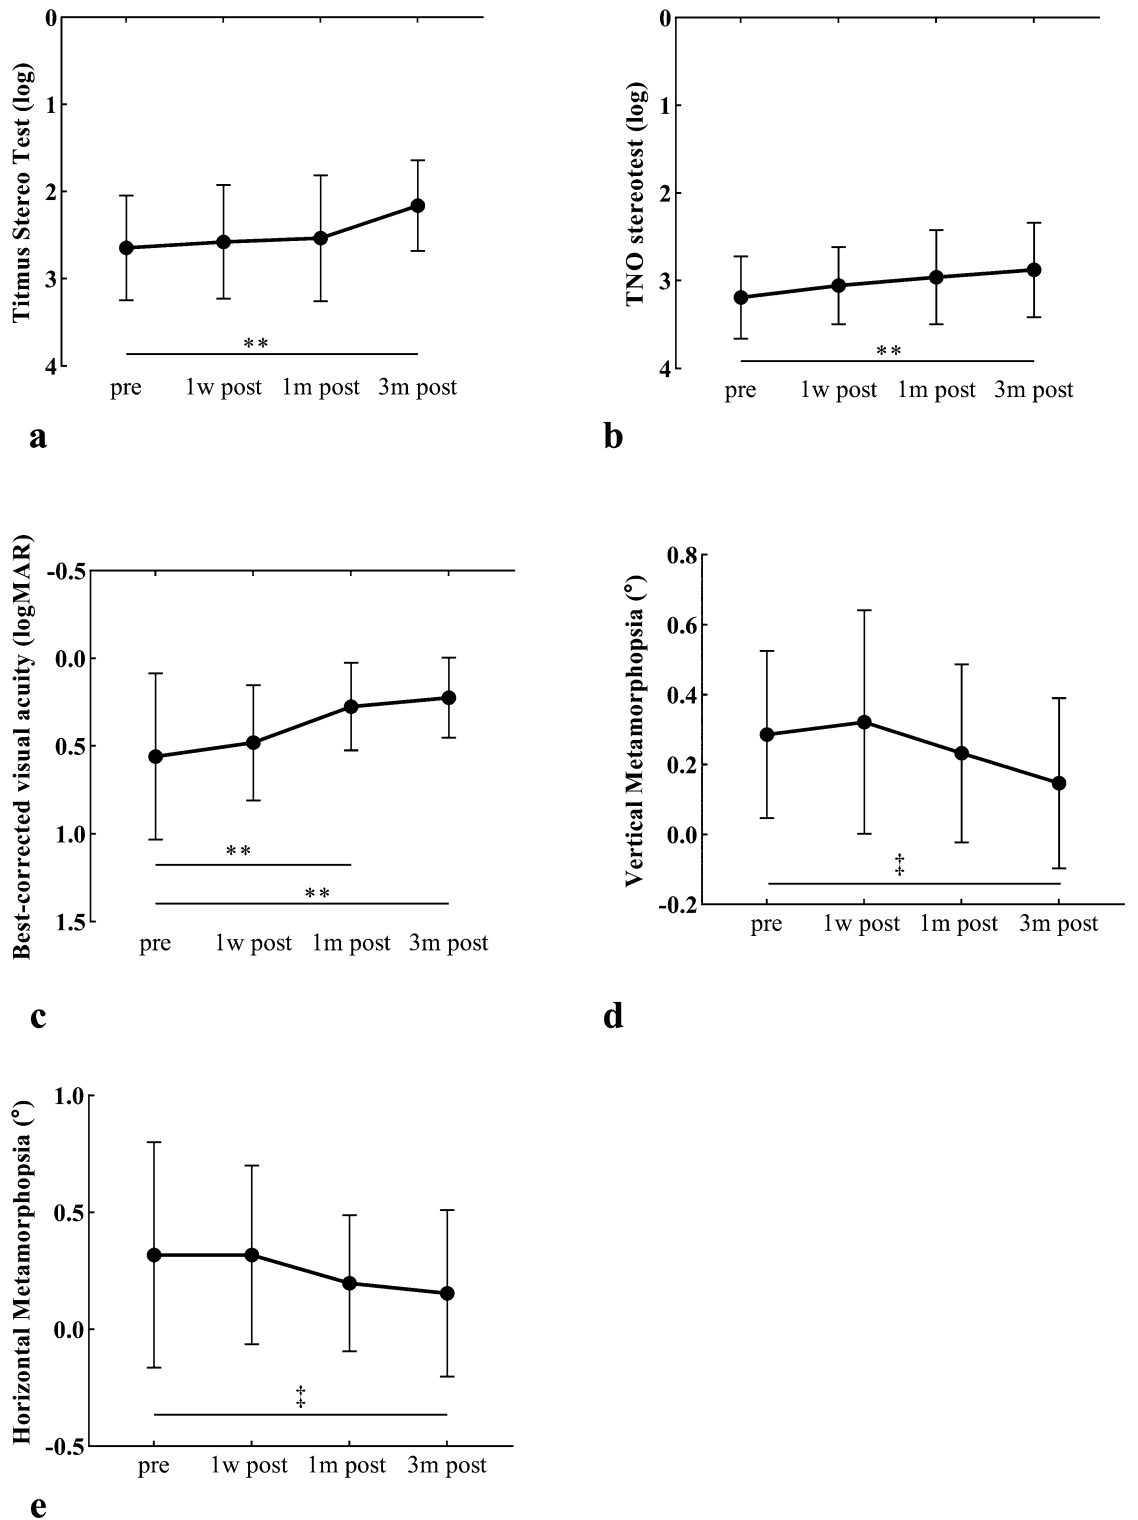 Titmus Stereo Test (log)
0
1
2
3
4
**
pre 1w post 1m post 3m post
a
TNO stereotest (log)
0
1
2
3
4
**
pre 1w post 1m post 3m post
b
Best-corrected visual acuity (logMAR)
-0.5
0.0
0.5
1.0
1.5
**
**
pre 1w post 1m post 3m post
c
Vertical Metamorphopsia (°)
0.8
0.6
0.4
0.2
0.0
-0.2
‡
pre 1w post 1m post 3m post
d
Horizontal Metamorphopsia (°)
1.0
0.5
0.0
-0.5
‡
pre 1w post 1m post 3m post
e